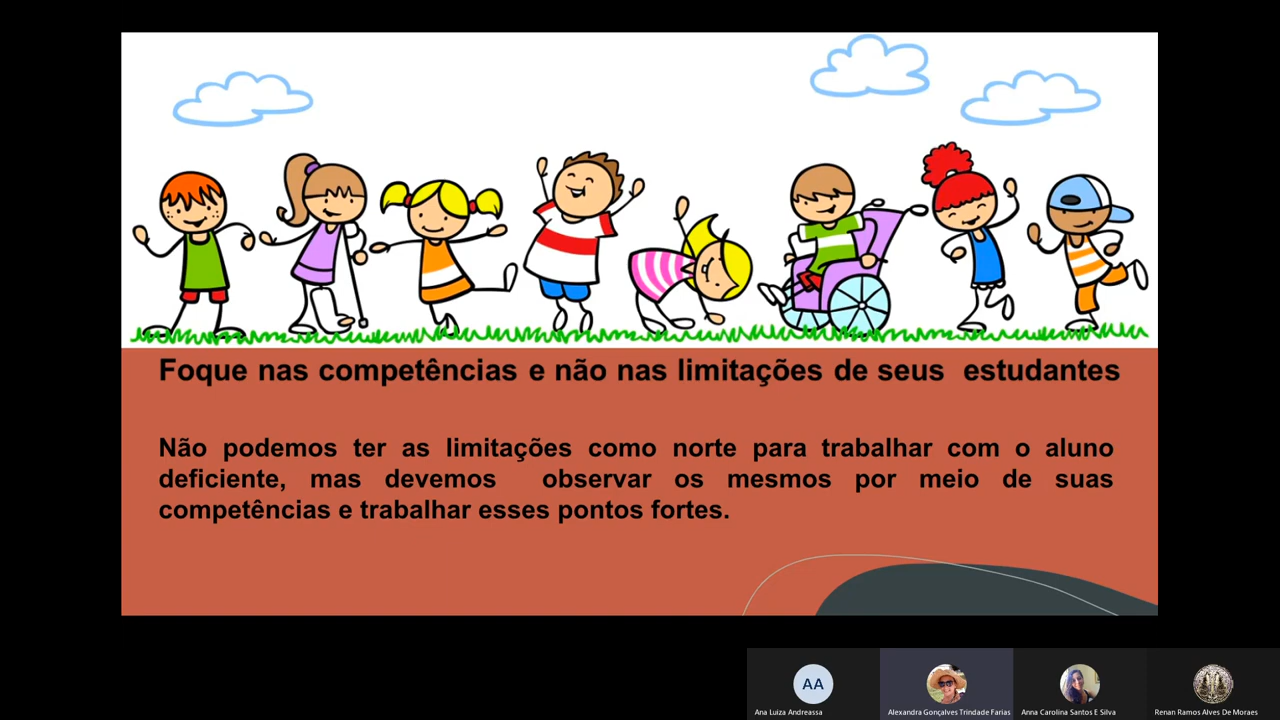 Foque nas competências e não nas limitações de seus estudantes
Não podemos ter as limitações como norte para trabalhar com o aluno
deficiente, mas devemos observar os mesmos por meio de suas
competências e trabalhar esses pontos fortes.
AA
Ana Luiza Andreassa
Alexandra Gonçalves Trindade Farias
Anna Carolina Santos E Silva
Renan Ramos Alves De Moraes